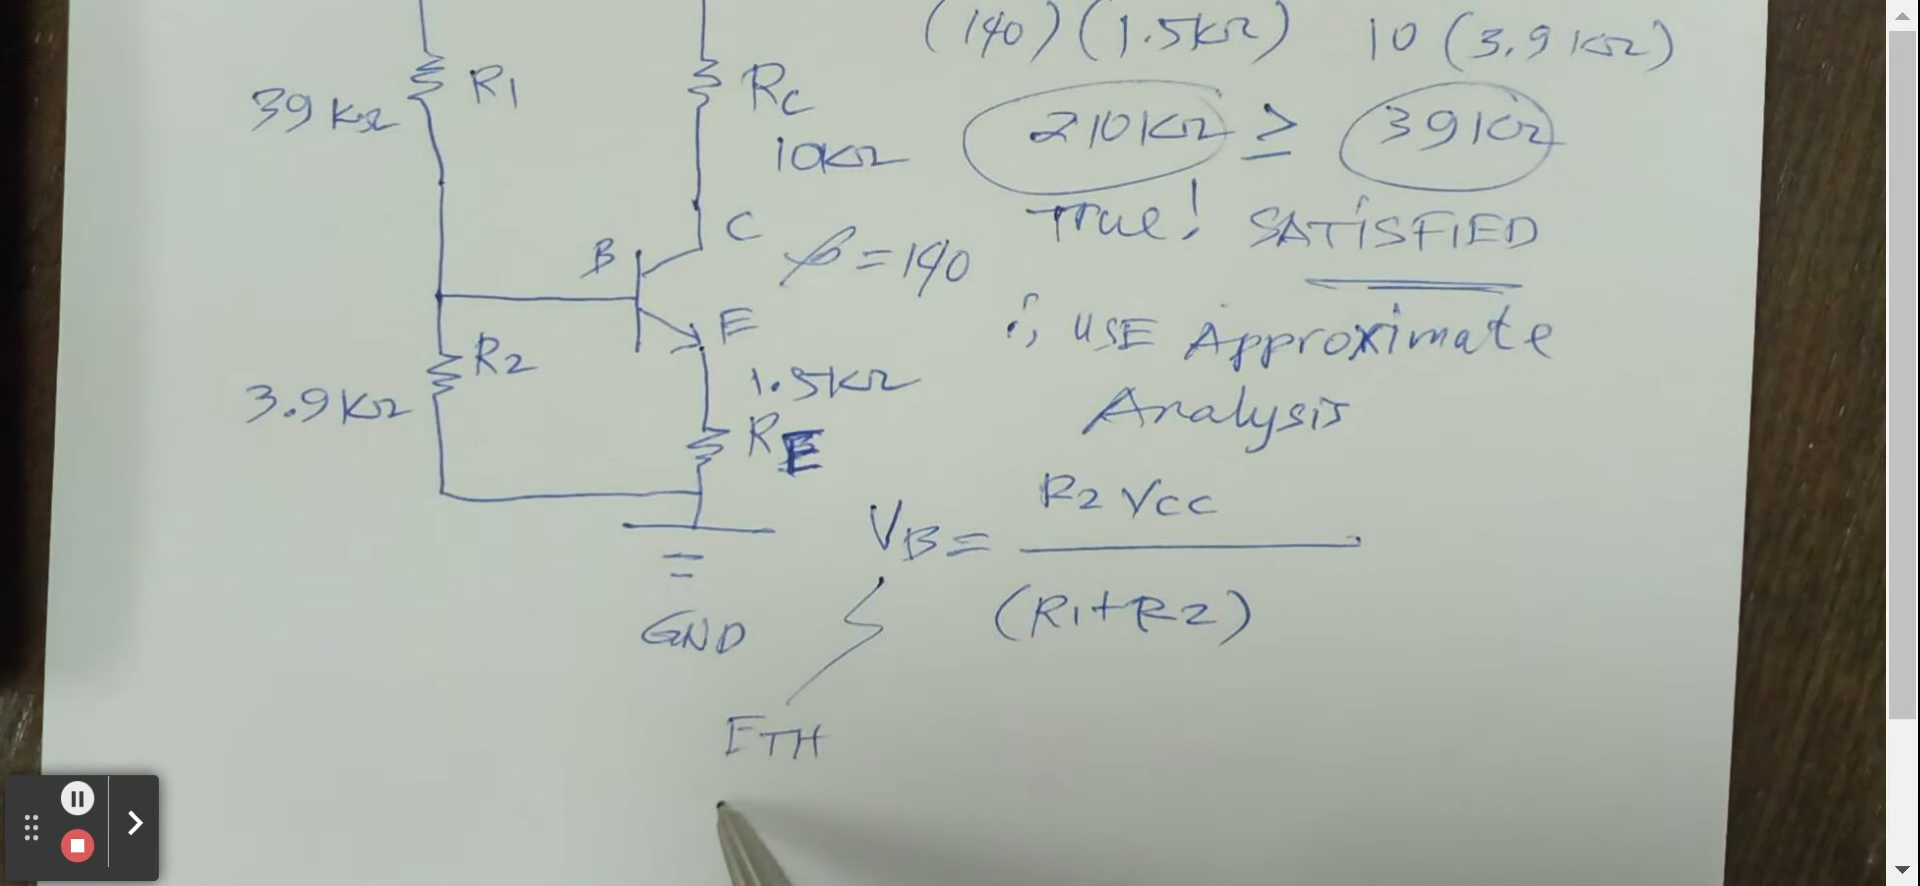 (140) (1.5KΩ) 10 (3.9KΩ)
R1
39KΩ
RC
10KΩ
210KΩ ≥ 39KΩ
True! SATiSFiED
C
B
β = 140
E
∴ USE Approximate
Analysis
R2
3.9KΩ
1.5KΩ
RE
VB = R2 VCC
(R1+R2)
GND
ETH